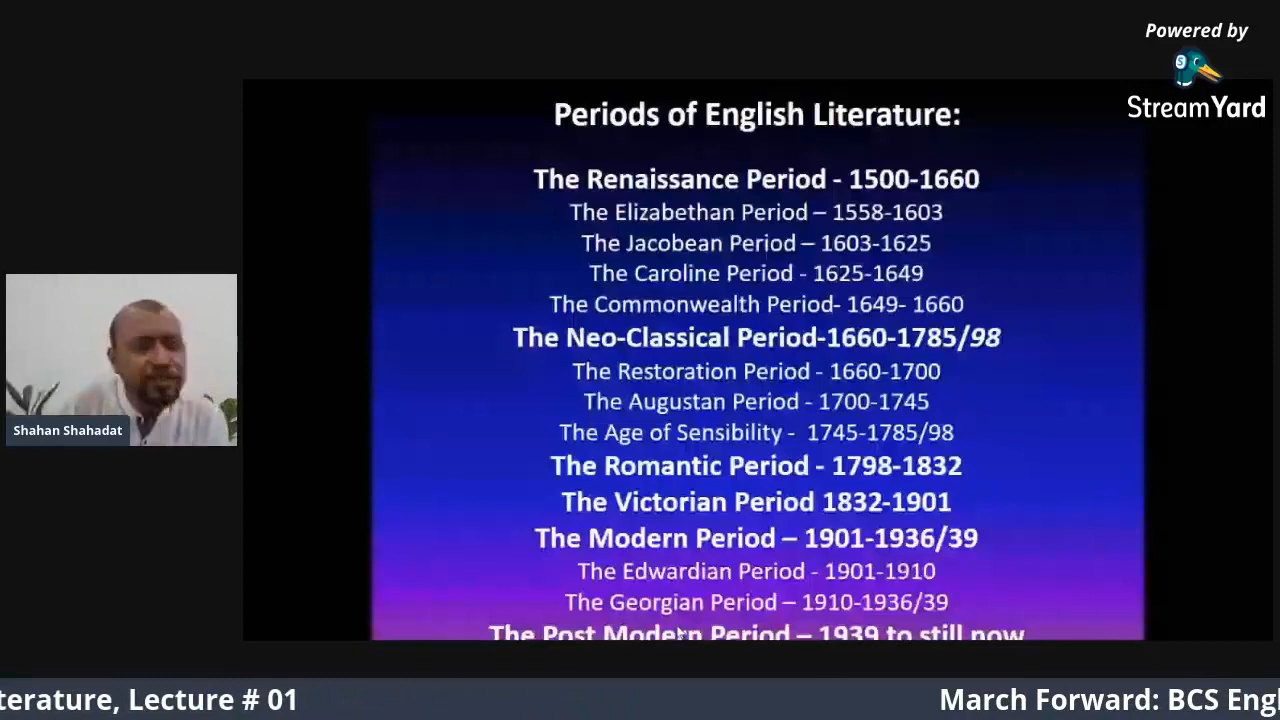 Powered by
StreamYard
Periods of English Literature:
The Renaissance Period - 1500-1660
The Elizabethan Period – 1558-1603
The Jacobean Period – 1603-1625
The Caroline Period - 1625-1649
The Commonwealth Period- 1649- 1660
The Neo-Classical Period-1660-1785/98
The Restoration Period - 1660-1700
The Augustan Period - 1700-1745
The Age of Sensibility -  1745-1785/98
The Romantic Period - 1798-1832
The Victorian Period 1832-1901
The Modern Period – 1901-1936/39
The Edwardian Period - 1901-1910
The Georgian Period – 1910-1936/39
The Post Modern Period – 1939 to still now
Shahan Shahadat
terature, Lecture # 01
March Forward: BCS Engl